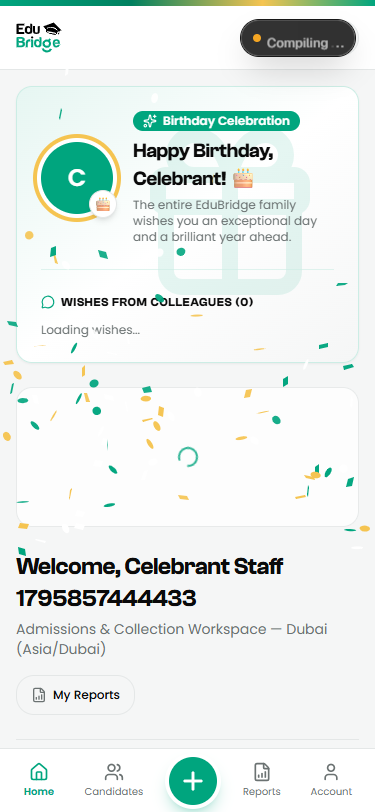 Edu
Bridge
Compiling ...
Birthday Celebration
Happy Birthday,
Celebrant! 🎂
C
The entire EduBridge family
wishes you an exceptional day
and a brilliant year ahead.
WISHES FROM COLLEAGUES (0)
Loading wishes...
Welcome, Celebrant Staff
1795857444433
Admissions & Collection Workspace — Dubai
(Asia/Dubai)
My Reports
Home
Candidates
Reports
Account